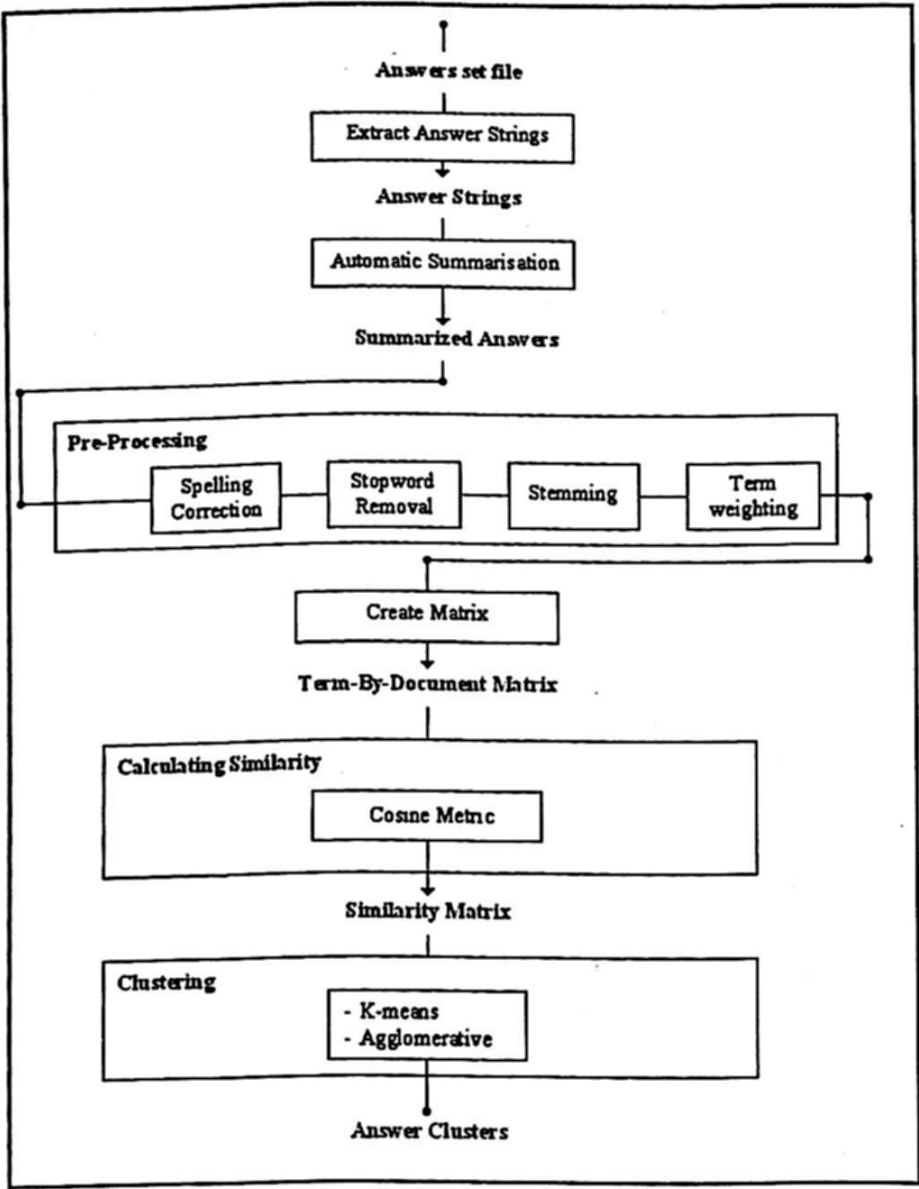 Answers set file
Extract Answer Strings
Answer Strings
Automatic Summarisation
Summarized Answers
Pre-Processing
Spelling
Correction
Stopword
Removal
Stemming
Term
weighting
Create Matrix
Term-By-Document Matrix
Calculating Similarity
Cosine Metric
Similarity Matrix
Clustering
- K-means
- Agglomerative
Answer Clusters